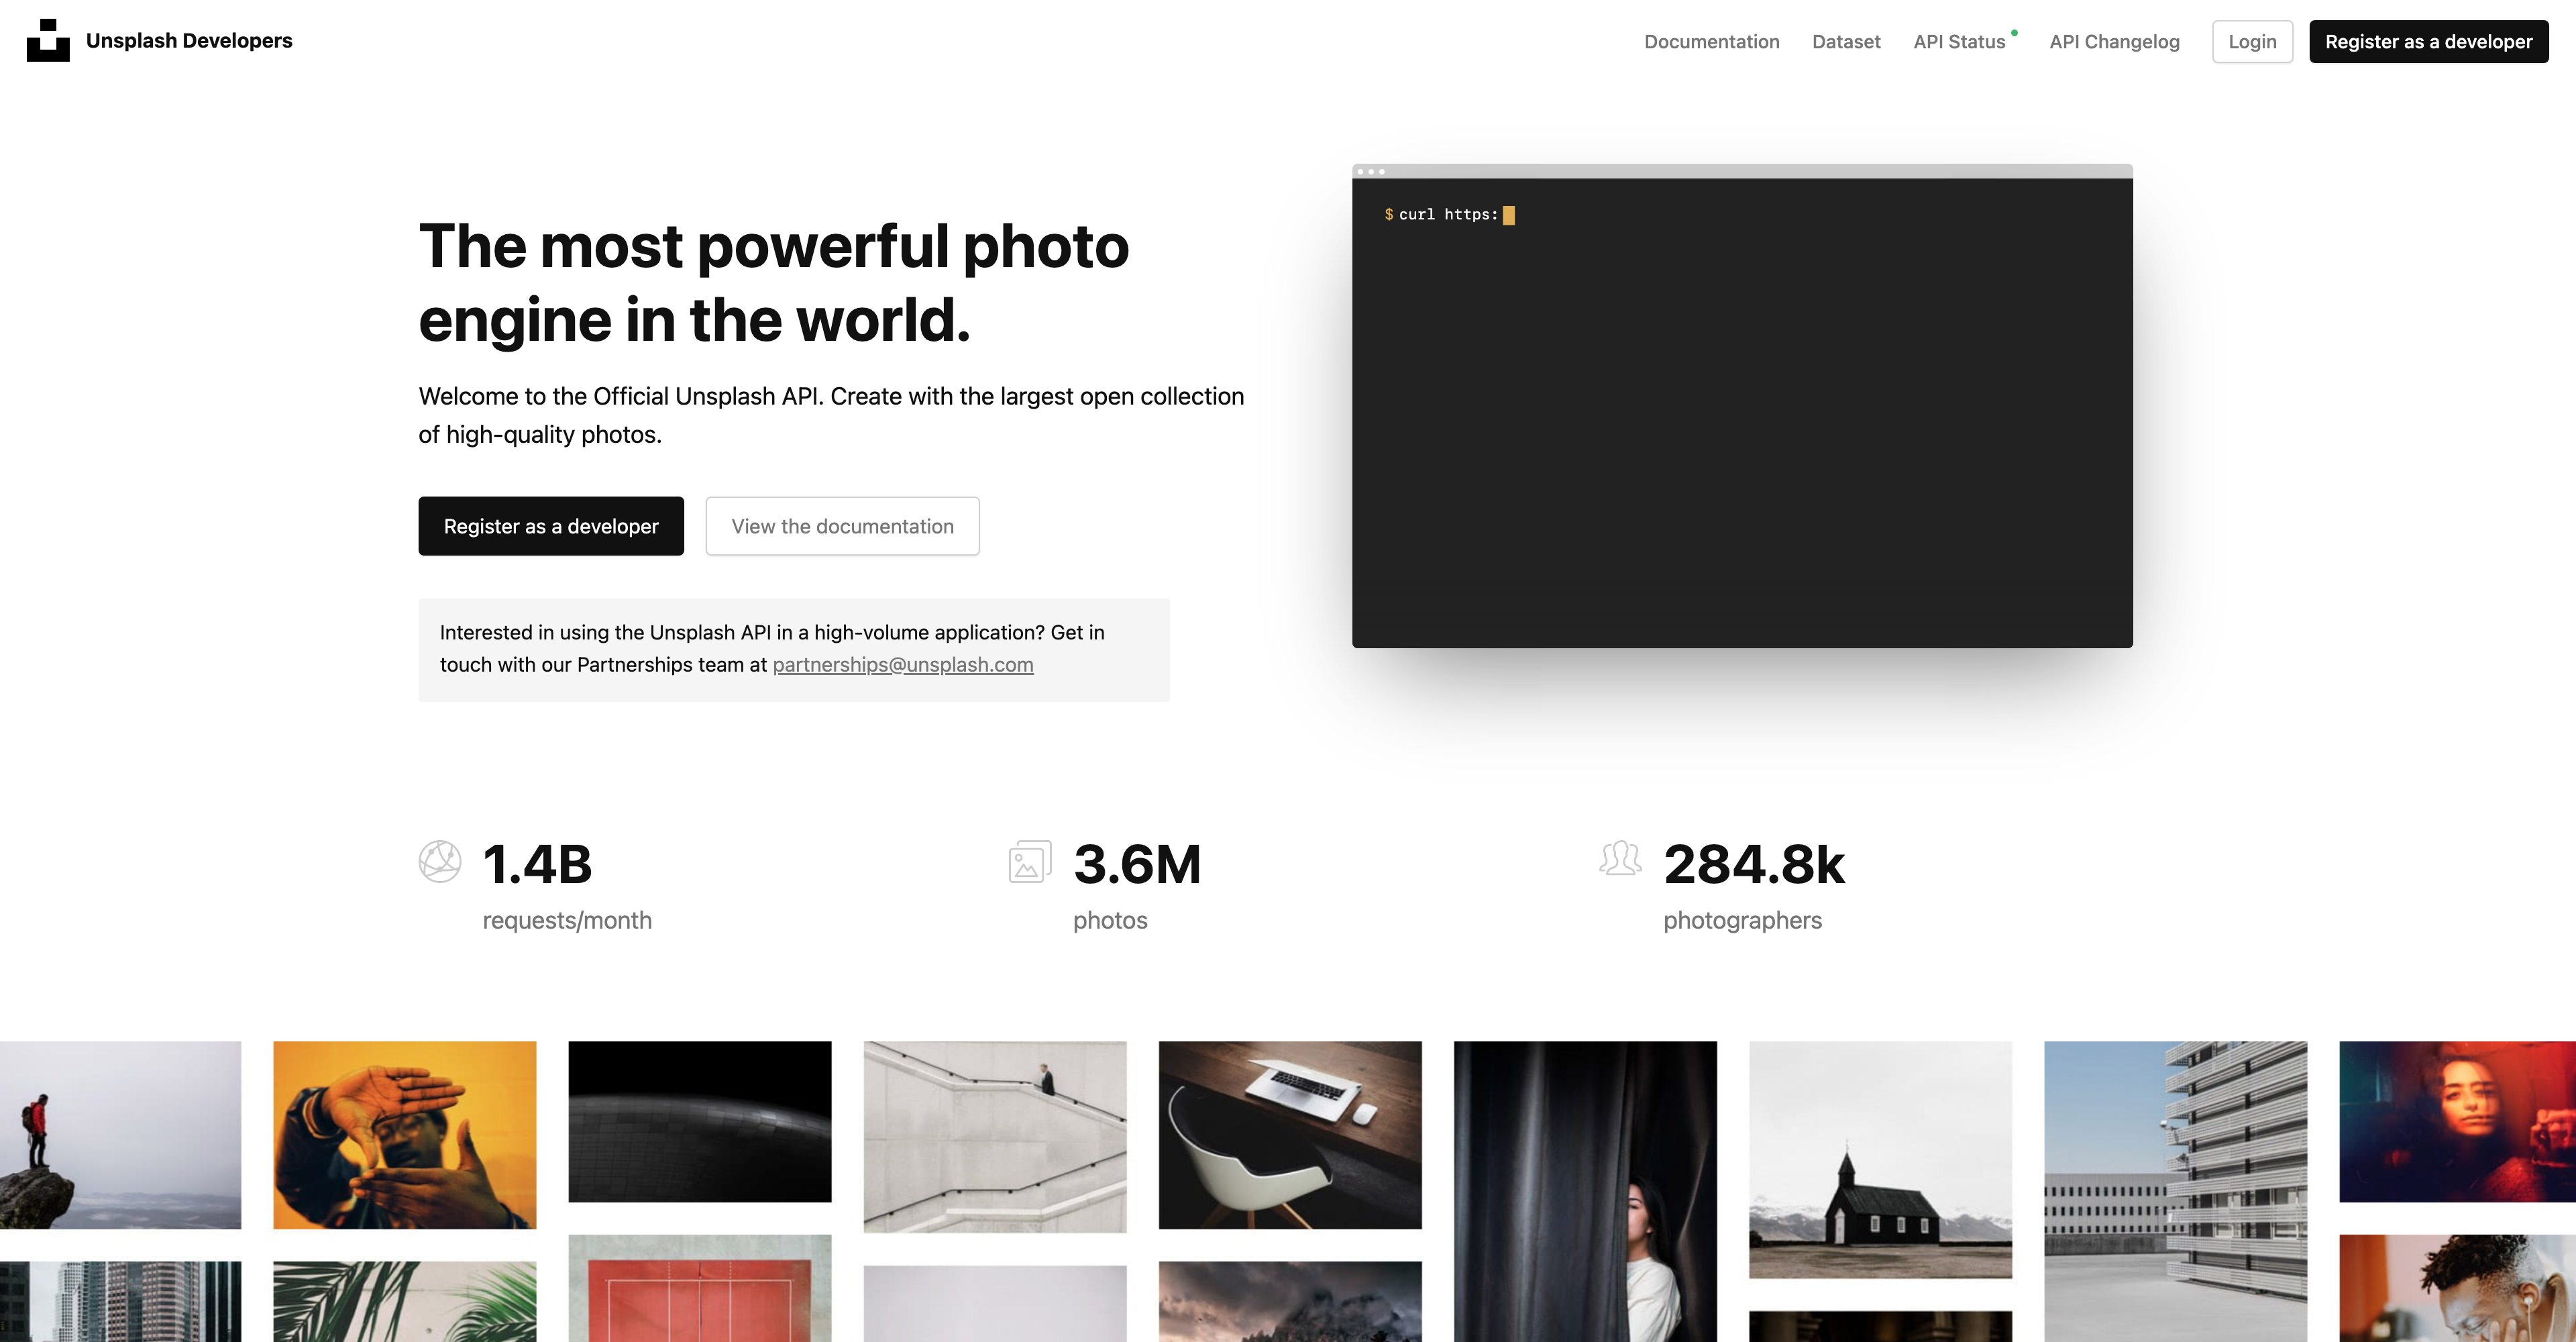 Unsplash Developers
Documentation
Dataset
API Status
API Changelog
Login
Register as a developer
The most powerful photo
engine in the world.
Welcome to the Official Unsplash API. Create with the largest open collection
of high-quality photos.
Register as a developer
View the documentation
Interested in using the Unsplash API in a high-volume application? Get in
touch with our Partnerships team at partnerships@unsplash.com
$ curl https:
1.4B
requests/month
3.6M
photos
284.8k
photographers